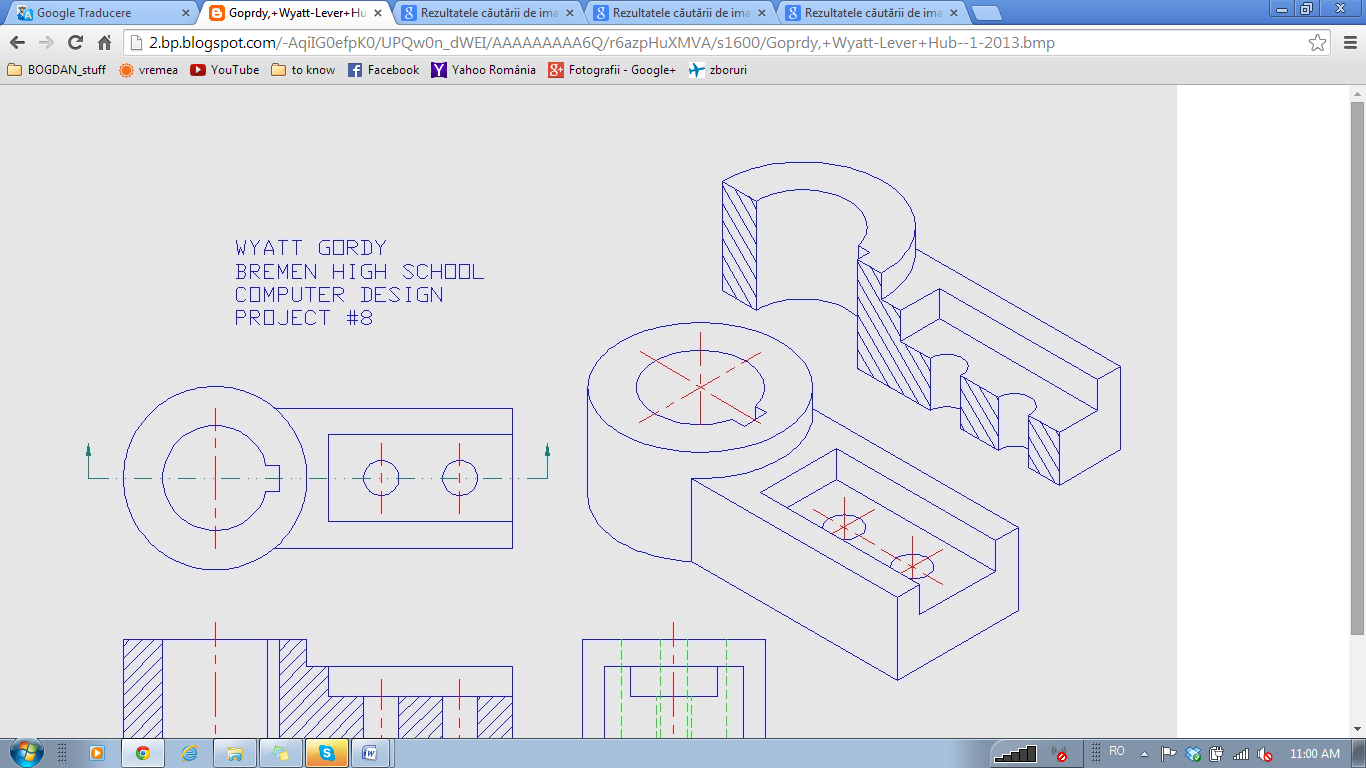 Google Traducere
Goprdy,+Wyatt-Lever+Hu
Rezultatele căutării de ima
Rezultatele căutării de ima
Rezultatele căutării de ima
2.bp.blogspot.com/-AqiIG0efpK0/UPQw0n_dWEI/AAAAAAAAA6Q/r6azpHuXMVA/s1600/Goprdy,+Wyatt-Lever+Hub--1-2013.bmp
BOGDAN_stuff vremea YouTube to know Facebook Yahoo România Fotografii - Google+ zboruri
WYATT GORDY
BREMEN HIGH SCHOOL
COMPUTER DESIGN
PROJECT #8
RO
11:00 AM